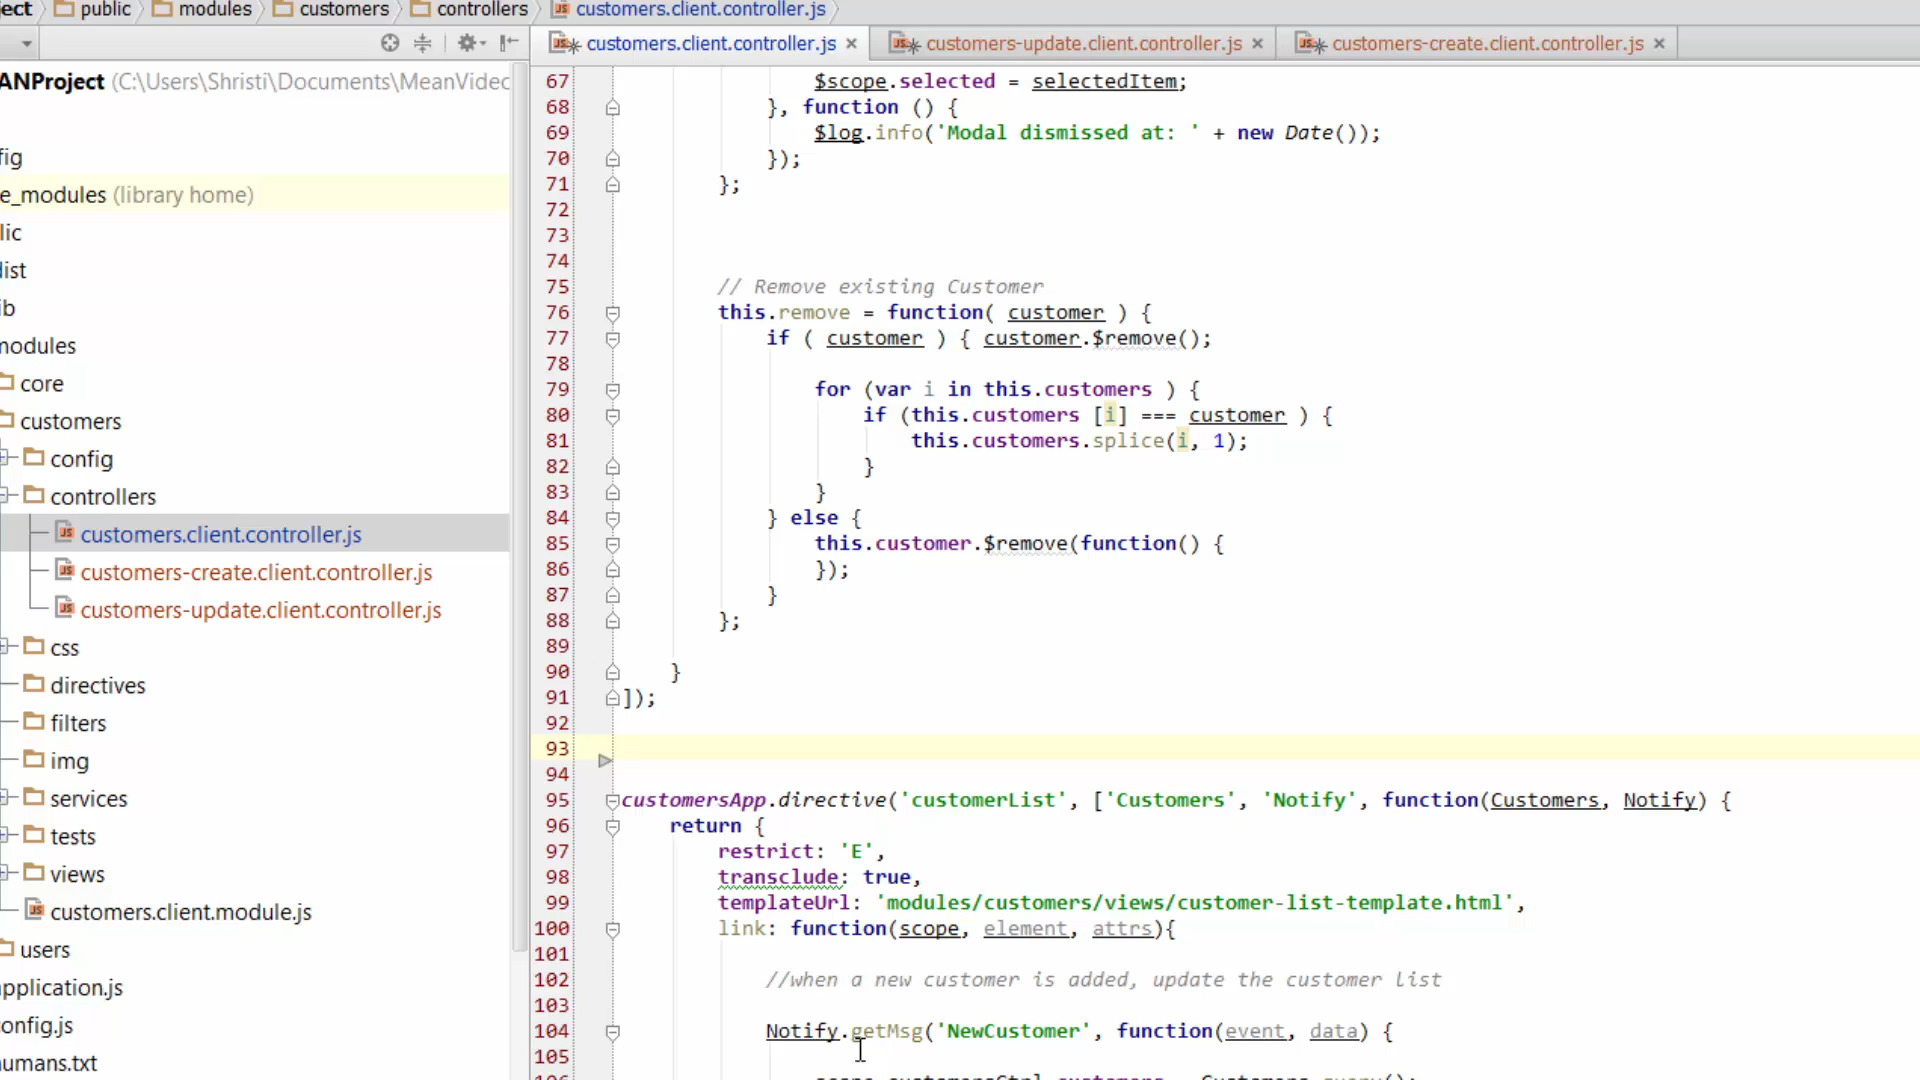 ject public modules customers controllers customers.client.controller.js
customers.client.controller.js customers-update.client.controller.js customers-create.client.controller.js
ANProject (C:\Users\Shristi\Documents\MeanVideo
fig
e_modules (library home)
lic
list
ib
modules
core
customers
config
controllers
customers.client.controller.js
customers-create.client.controller.js
customers-update.client.controller.js
css
directives
filters
img
services
tests
views
customers.client.module.js
users
pplication.js
onfig.js
umans.txt
67 $scope.selected = selectedItem;
68 }, function () {
69 $log.info('Modal dismissed at: ' + new Date());
70 });
71 };
72
73
74
75 // Remove existing Customer
76 this.remove = function( customer ) {
77 if ( customer ) { customer.$remove();
78
79 for (var i in this.customers ) {
80 if (this.customers [i] === customer ) {
81 this.customers.splice(i, 1);
82 }
83 }
84 } else {
85 this.customer.$remove(function() {
86 });
87 }
88 };
89
90 }
91 ]);
92
93
94
95 customersApp.directive('customerList', ['Customers', 'Notify', function(Customers, Notify) {
96 return {
97 restrict: 'E',
98 transclude: true,
99 templateUrl: 'modules/customers/views/customer-list-template.html',
100 link: function(scope, element, attrs){
101
102 //when a new customer is added, update the customer list
103
104 Notify.getMsg('NewCustomer', function(event, data) {
105